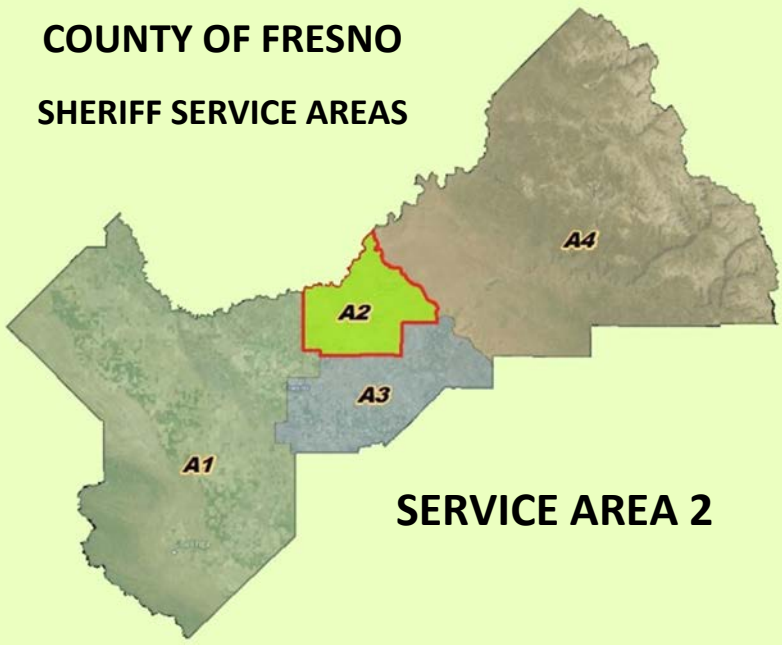 COUNTY OF FRESNO
SHERIFF SERVICE AREAS
A4
A2
A3
A1
SERVICE AREA 2